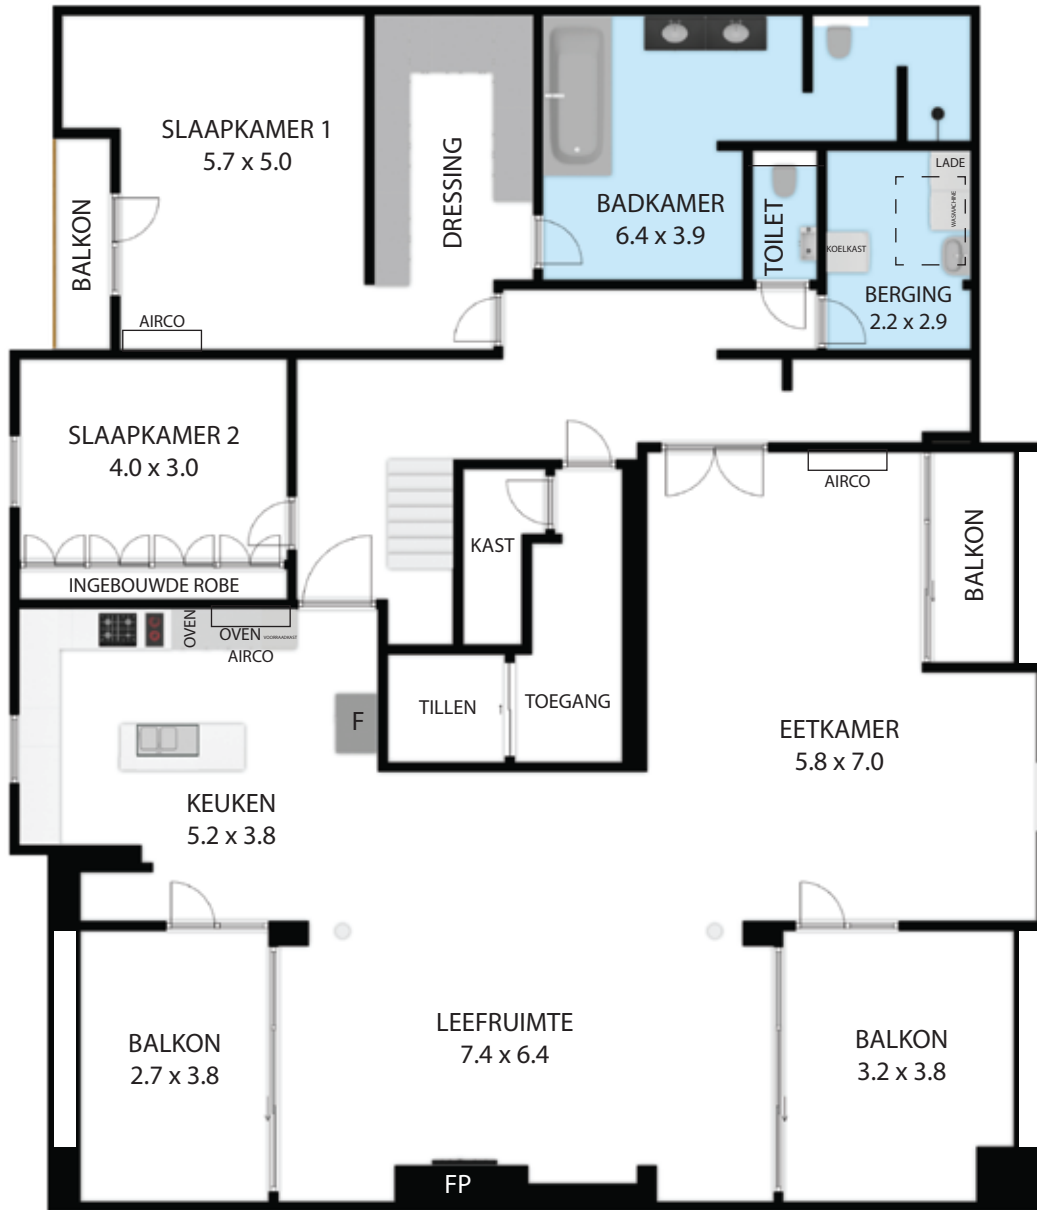 SLAAPKAMER 1
5.7 x 5.0
DRESSING
BADKAMER
6.4 x 3.9
TOILET
LADE
WASMACHINE
KOELKAST
BERGING
2.2 x 2.9
BALKON
AIRCO
SLAAPKAMER 2
4.0 x 3.0
INGEBOUWDE ROBE
KAST
AIRCO
BALKON
OVEN
OVEN
VOORRAADKAST
AIRCO
F
TILLEN
TOEGANG
EETKAMER
5.8 x 7.0
KEUKEN
5.2 x 3.8
BALKON
2.7 x 3.8
LEEFRUIMTE
7.4 x 6.4
BALKON
3.2 x 3.8
FP